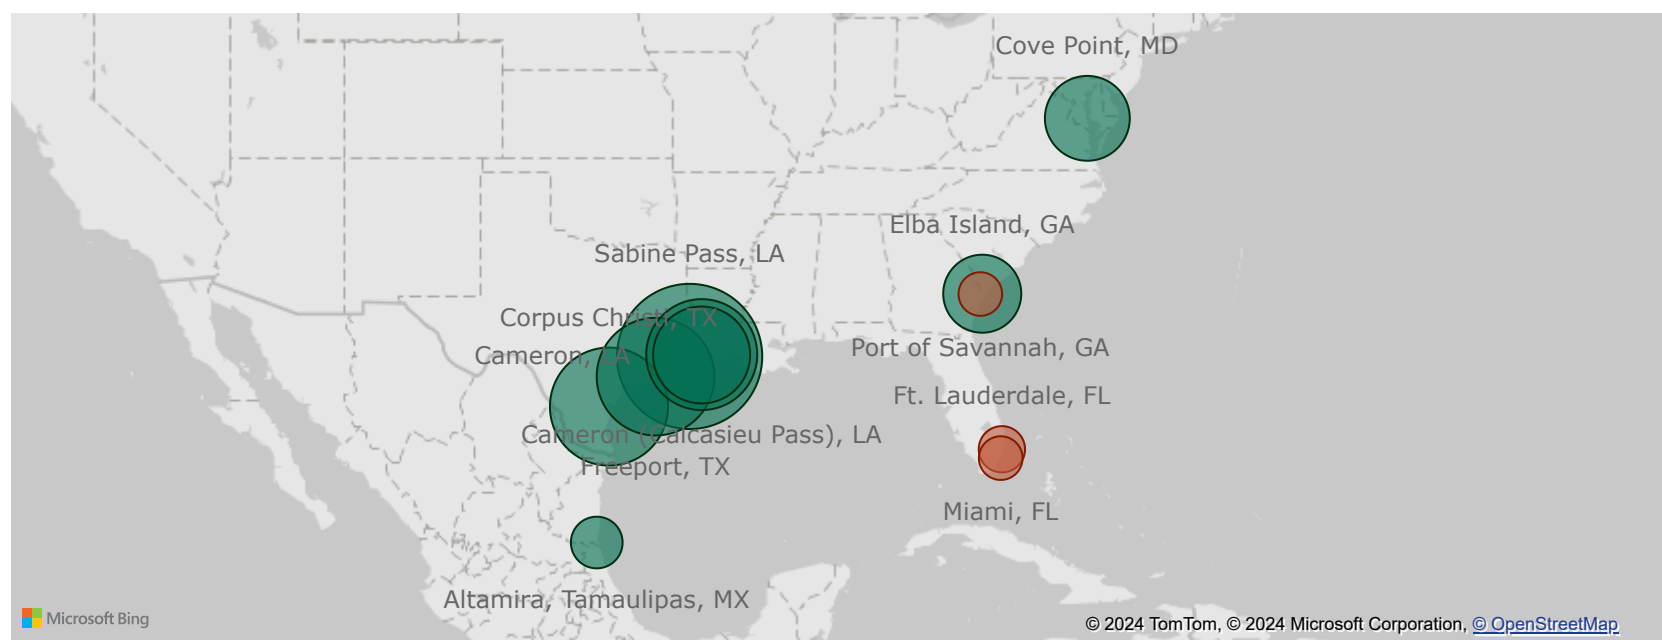 Cove Point, MD
Elba Island, GA
Sabine Pass, LA
Corpus Christi, TX
Port of Savannah, GA
Cameron, LA
Ft. Lauderdale, FL
Cameron (Calcasieu Pass), LA
Freeport, TX
Miami, FL
Altamira, Tamaulipas, MX
Microsoft Bing
© 2024 TomTom, © 2024 Microsoft Corporation, © OpenStreetMap